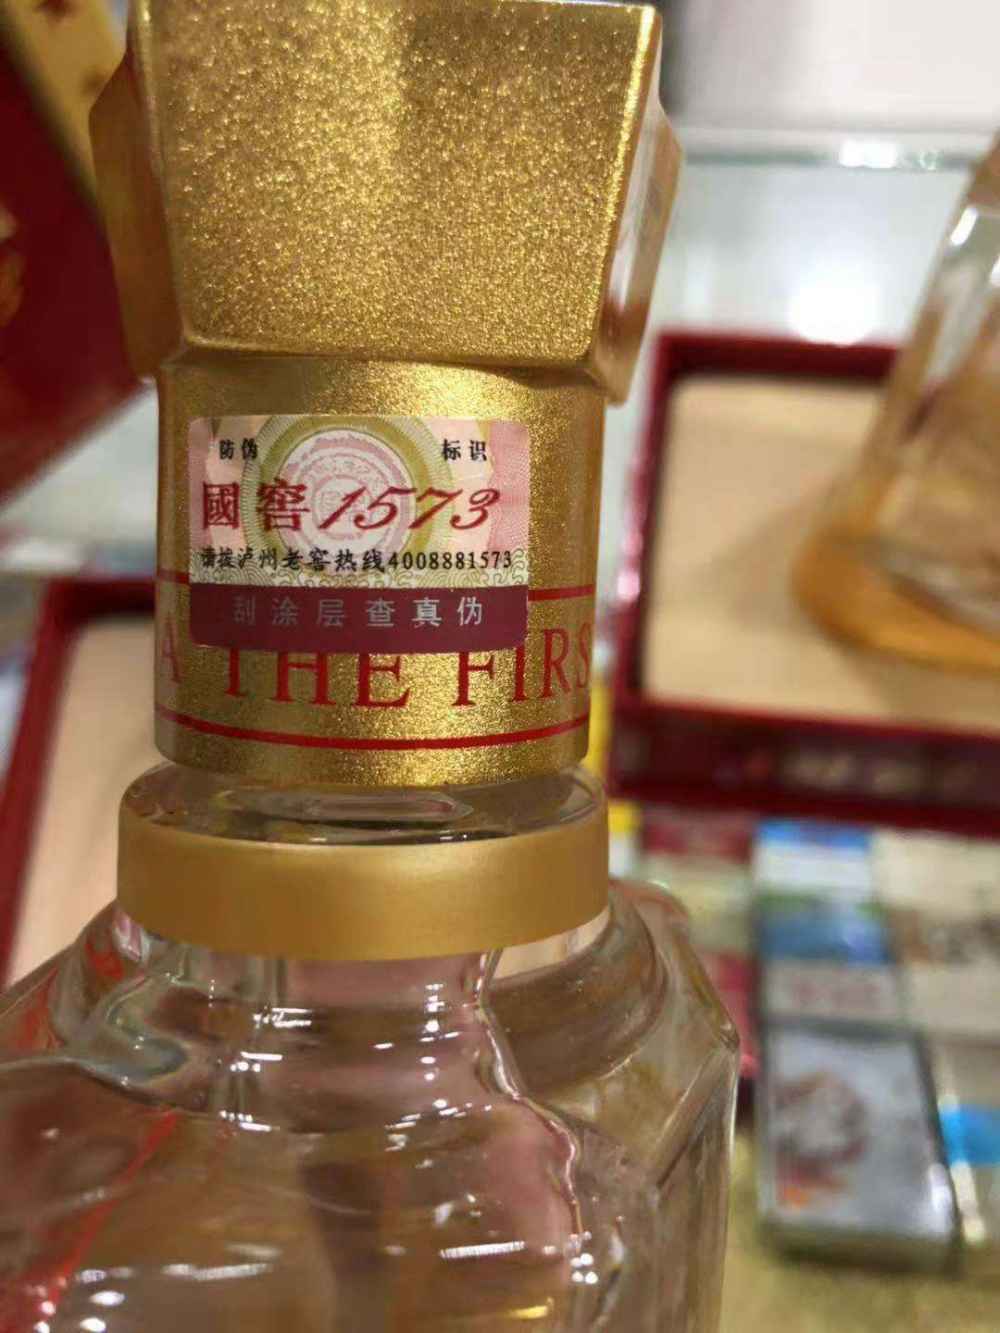 防伪 标识
國窖1573
请拨泸州老窖热线4008881573
刮涂层查真伪
A THE FIRS